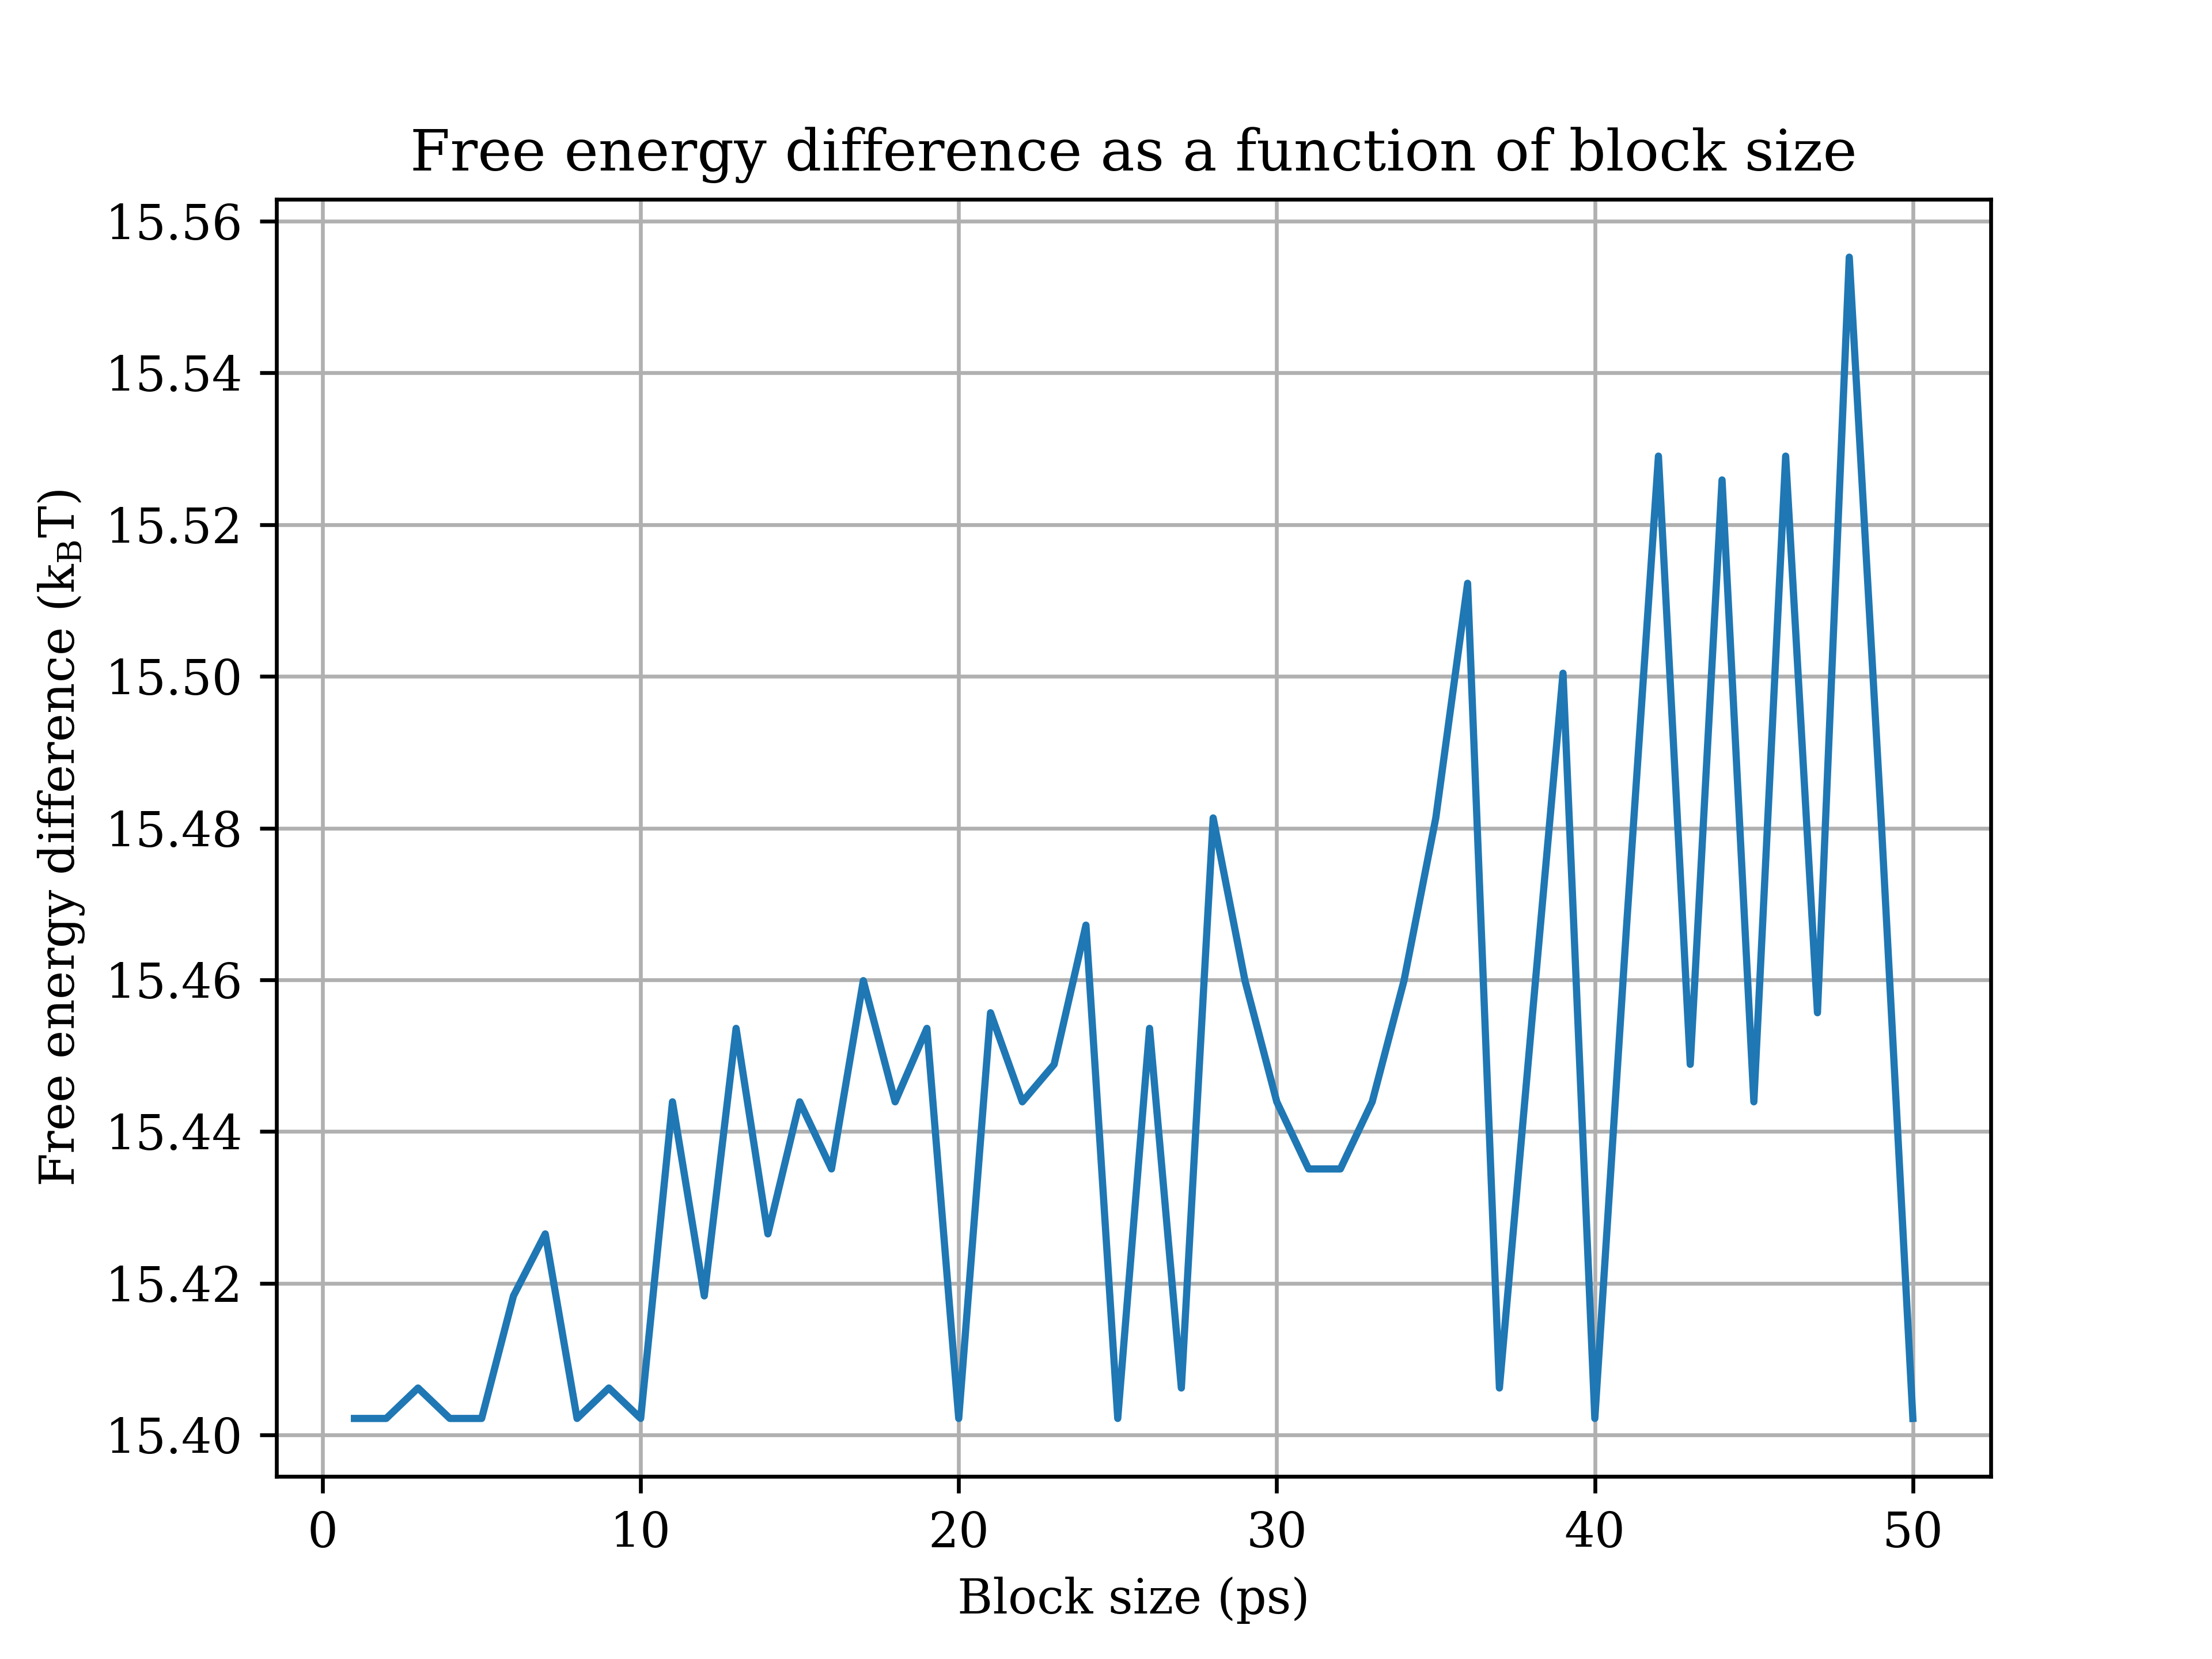 Free energy difference as a function of block size
15.56
15.54
15.52
15.50
15.48
15.46
15.44
15.42
15.40
Free energy difference (k_BT)
0 10 20 30 40 50
Block size (ps)